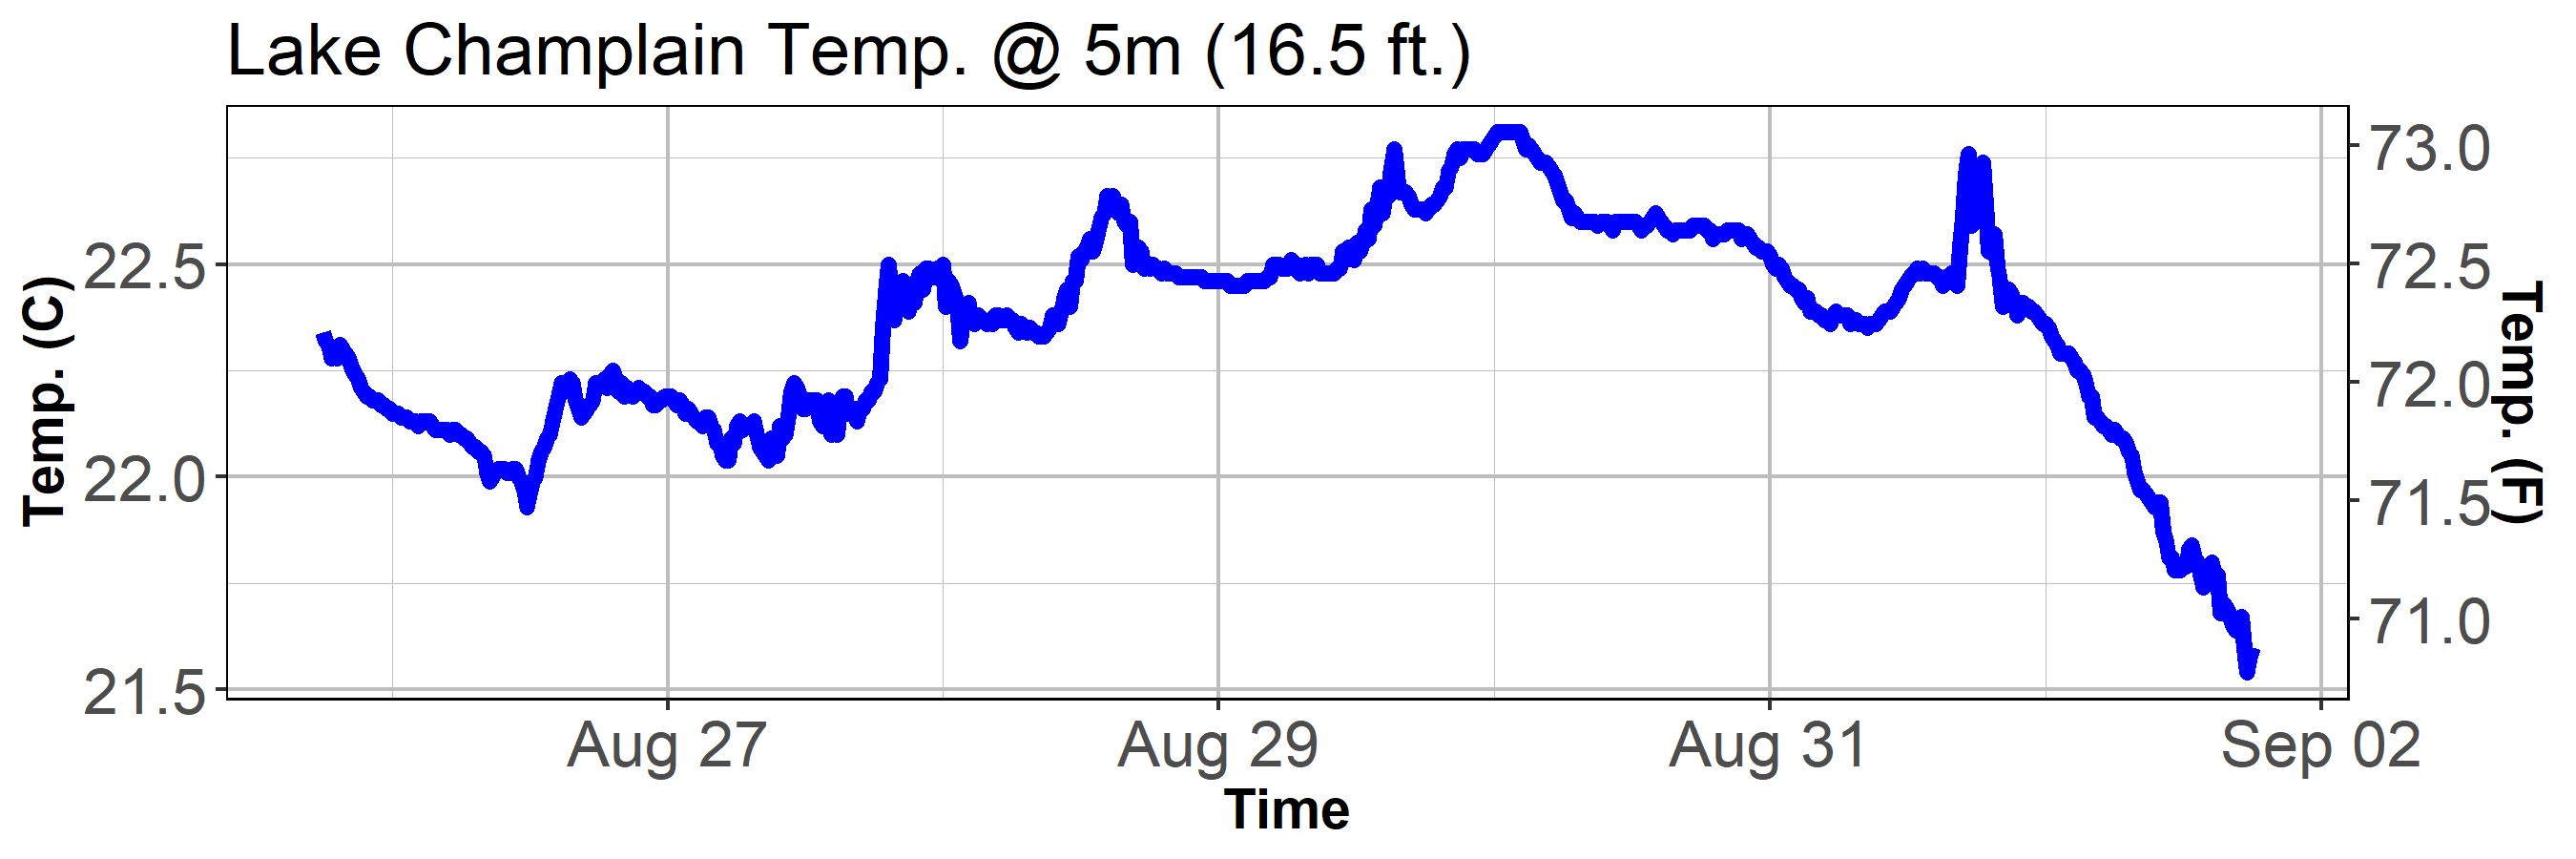 Lake Champlain Temp. @ 5m (16.5 ft.)
Temp. (C)
22.5
22.0
21.5
73.0
72.5
72.0
71.5
71.0
Temp. (F)
Aug 27 Aug 29 Aug 31 Sep 02
Time